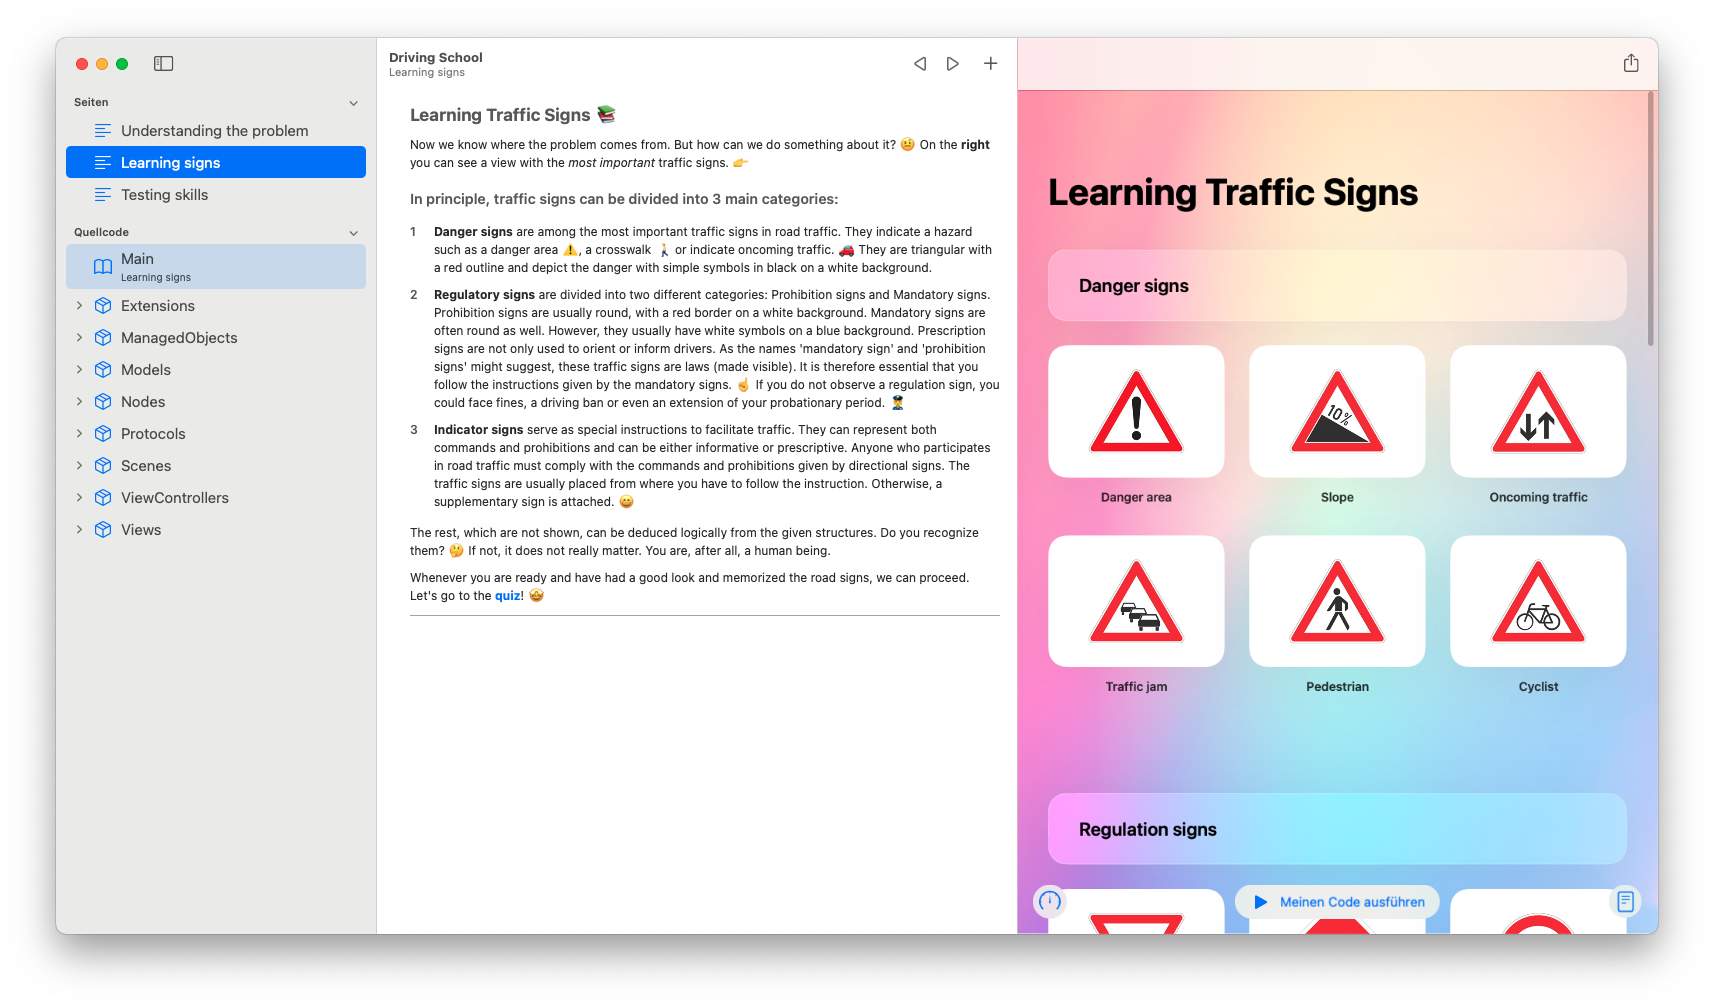 Seiten
Understanding the problem
Learning signs
Testing skills
Quellcode
Main
Learning signs
Extensions
ManagedObjects
Models
Nodes
Protocols
Scenes
ViewControllers
Views
Driving School
Learning signs
Learning Traffic Signs 📚
Now we know where the problem comes from. But how can we do something about it? 🤨 On the right
you can see a view with the most important traffic signs. 👉
In principle, traffic signs can be divided into 3 main categories:
1 Danger signs are among the most important traffic signs in road traffic. They indicate a hazard
such as a danger area ⚠️, a crosswalk 🚶 or indicate oncoming traffic. 🚗 They are triangular with
a red outline and depict the danger with simple symbols in black on a white background.
2 Regulatory signs are divided into two different categories: Prohibition signs and Mandatory signs.
Prohibition signs are usually round, with a red border on a white background. Mandatory signs are
often round as well. However, they usually have white symbols on a blue background. Prescription
signs are not only used to orient or inform drivers. As the names 'mandatory sign' and 'prohibition
signs' might suggest, these traffic signs are laws (made visible). It is therefore essential that you
follow the instructions given by the mandatory signs. ☝️ If you do not observe a regulation sign, you
could face fines, a driving ban or even an extension of your probationary period. 👮
3 Indicator signs serve as special instructions to facilitate traffic. They can represent both
commands and prohibitions and can be either informative or prescriptive. Anyone who participates
in road traffic must comply with the commands and prohibitions given by directional signs. The
traffic signs are usually placed from where you have to follow the instruction. Otherwise, a
supplementary sign is attached. 😄
The rest, which are not shown, can be deduced logically from the given structures. Do you recognize
them? 🤔 If not, it does not really matter. You are, after all, a human being.
Whenever you are ready and have had a good look and memorized the road signs, we can proceed.
Let's go to the quiz! 🤩
Learning Traffic Signs
Danger signs
10%
Danger area
Slope
Oncoming traffic
Traffic jam
Pedestrian
Cyclist
Regulation signs
Meinen Code ausführen